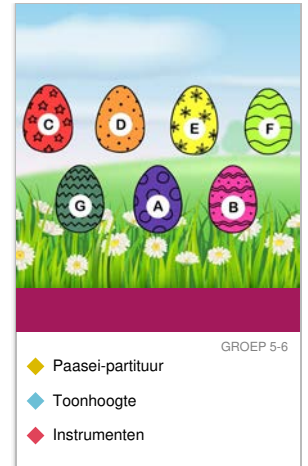 C D E F
G A B
GROEP 5-6
Paasei-partituur
Toonhoogte
Instrumenten